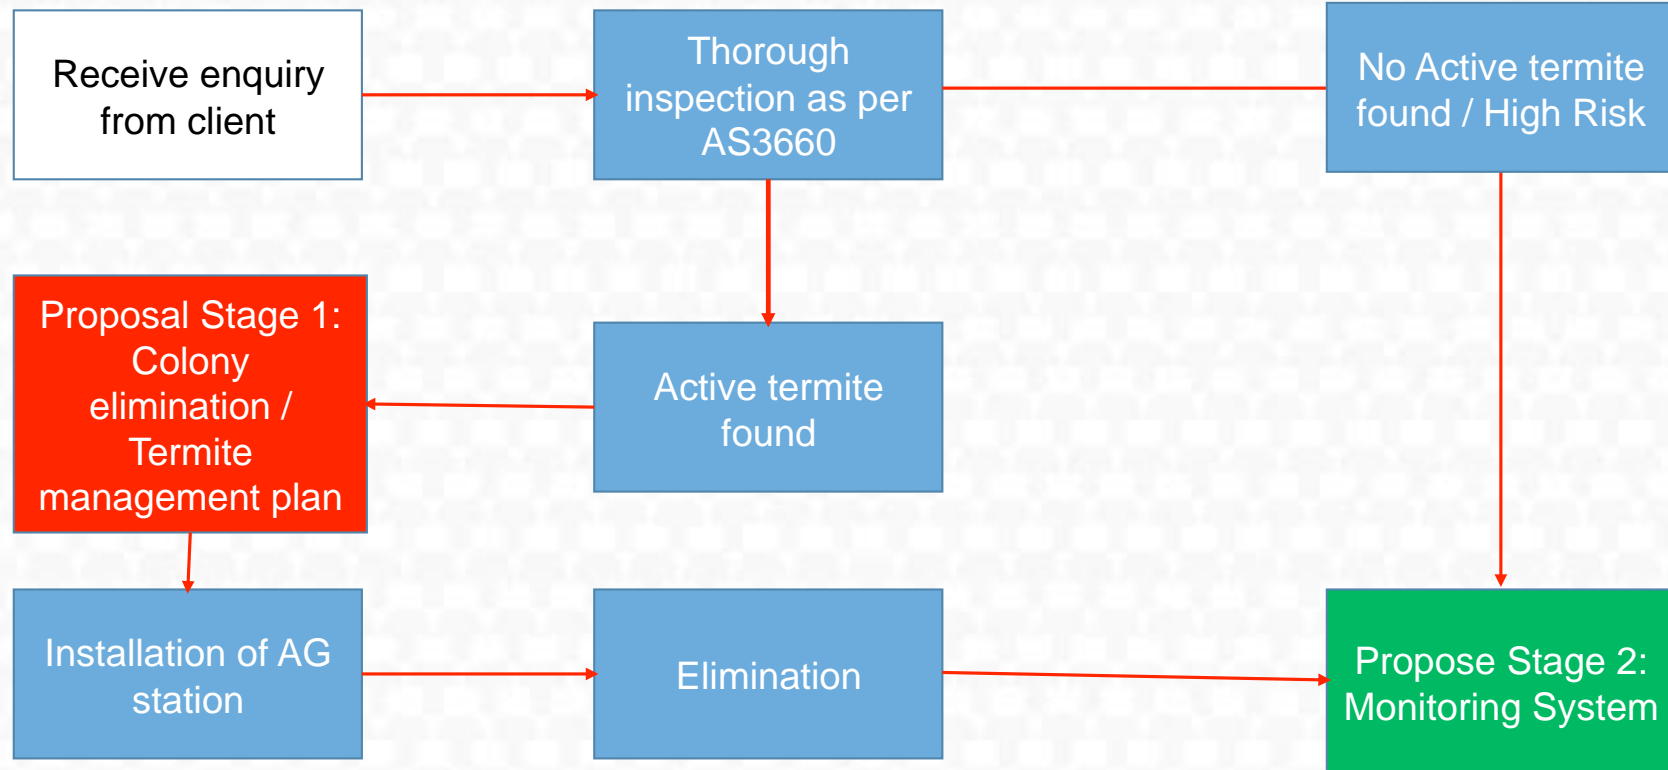 Receive enquiry
from client
Thorough
inspection as per
AS3660
No Active termite
found / High Risk
Proposal Stage 1:
Colony
elimination /
Termite
management plan
Active termite
found
Installation of AG
station
Elimination
Propose Stage 2:
Monitoring System